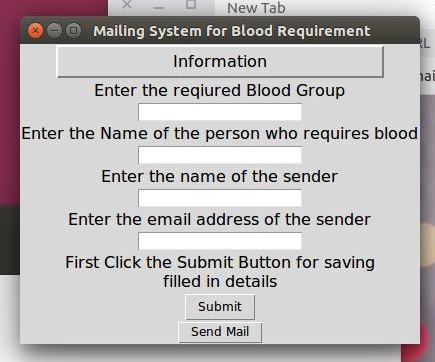 New Tab
Mailing System for Blood Requirement
RL
Information
Enter the reqiured Blood Group
Enter the Name of the person who requires blood
Enter the name of the sender
Enter the email address of the sender
First Click the Submit Button for saving
filled in details
Submit
Send Mail